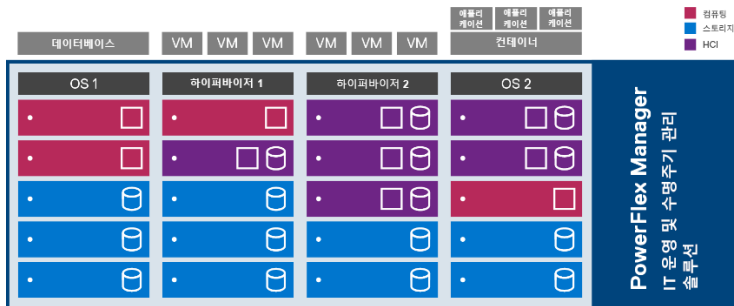 애플리
케이션
애플리
케이션
애플리
케이션
컴퓨팅
스토리지
HCI
데이터베이스
VM
VM
VM
VM
VM
VM
컨테이너
OS 1
하이퍼바이저 1
하이퍼바이저 2
OS 2
PowerFlex Manager
IT 운영 및 수명주기 관리
솔루션